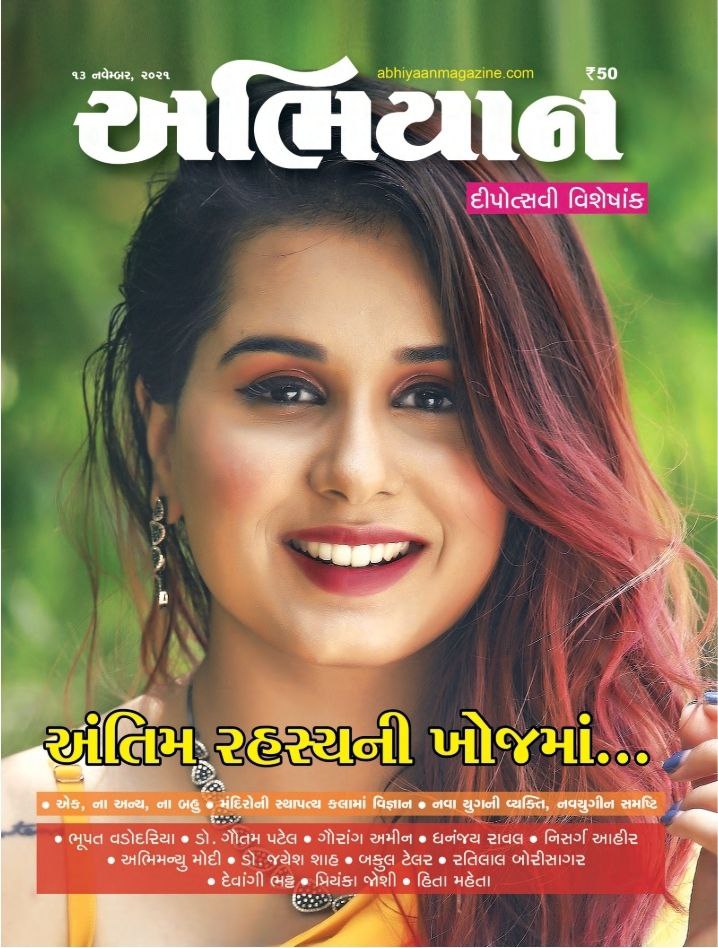 ૧૩ નવેમ્બર, ૨૦૨૧
abhiyaanmagazine.com
₹50
અભિયાન
દીપોત્સવી વિશેષાંક
અંતિમ રહસ્યની ખોજમાં...
• એક, ના અન્ય, ના બહુ • મંદિરોની સ્થાપત્ય કલામાં વિજ્ઞાન • નવા યુગની વ્યક્તિ, નવયુગીન સમષ્ટિ
• ભૂપત વડોદરિયા • ડો. ગૌતમ પટેલ • ગૌરાંગ અમીન • ધનંજય રાવલ • નિસર્ગ આહીર
• અભિમન્યુ મોદી • ડો. જયેશ શાહ • બકુલ ટેલર • રતિલાલ બોરીસાગર
• દેવાંગી ભટ્ટ • પ્રિયંકા જોશી • હિતા મહેતા